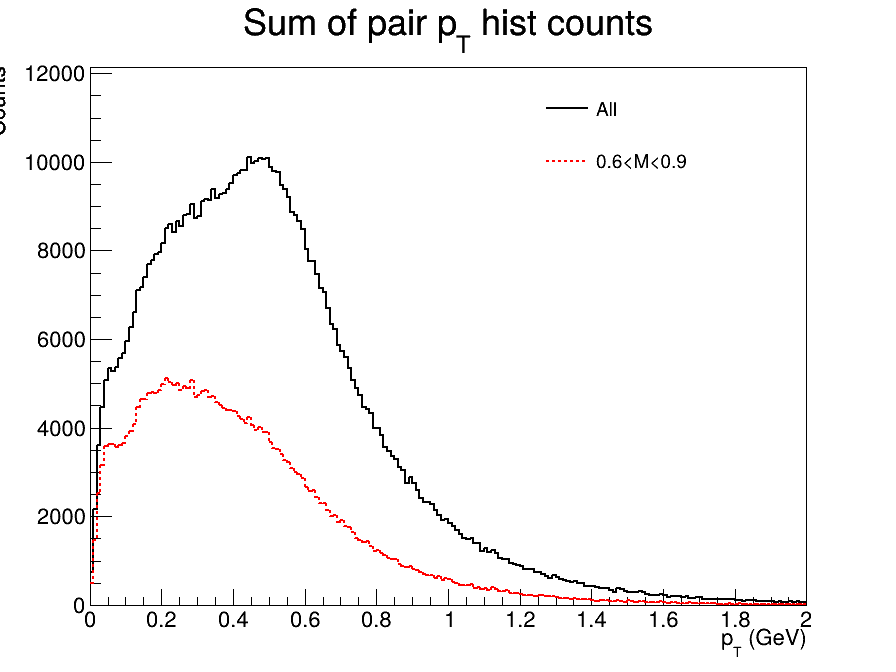 Sum of pair pT hist counts
Counts
12000
10000
8000
6000
4000
2000
0
All
0.6<M<0.9
0 0.2 0.4 0.6 0.8 1 1.2 1.4 1.6 1.8 2
pT (GeV)